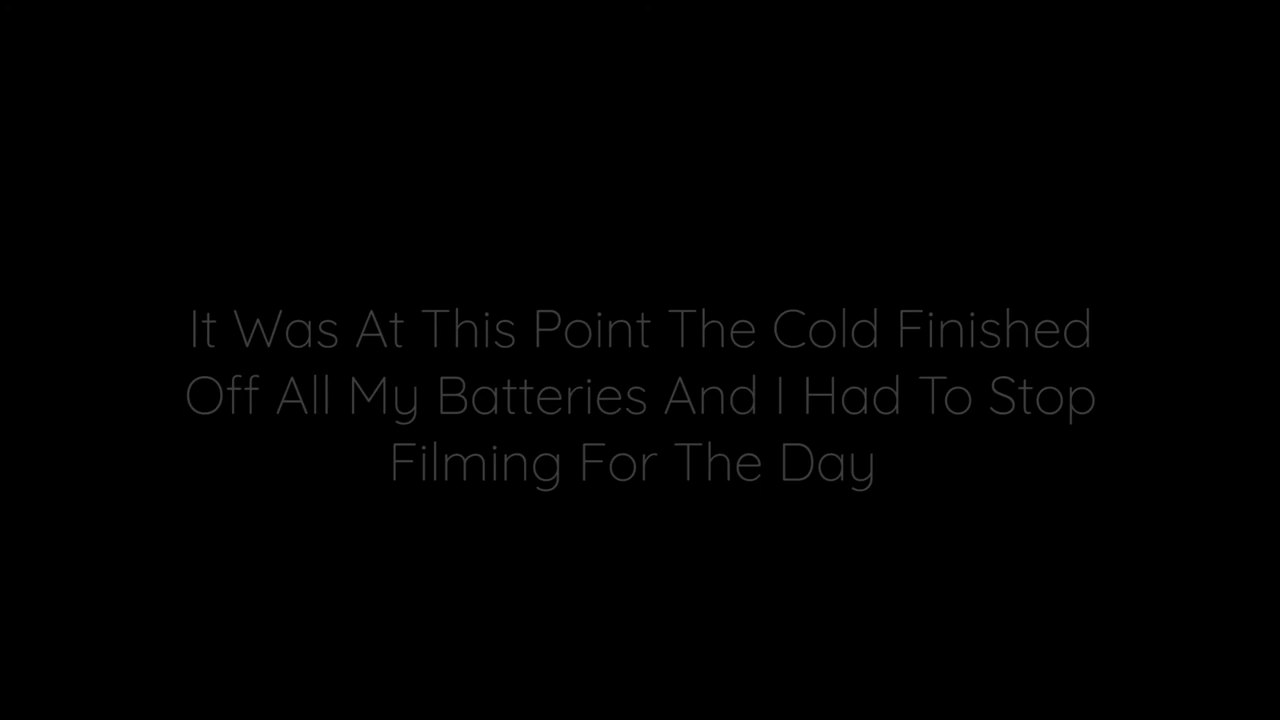 It Was At This Point The Cold Finished
Off All My Batteries And I Had To Stop
Filming For The Day